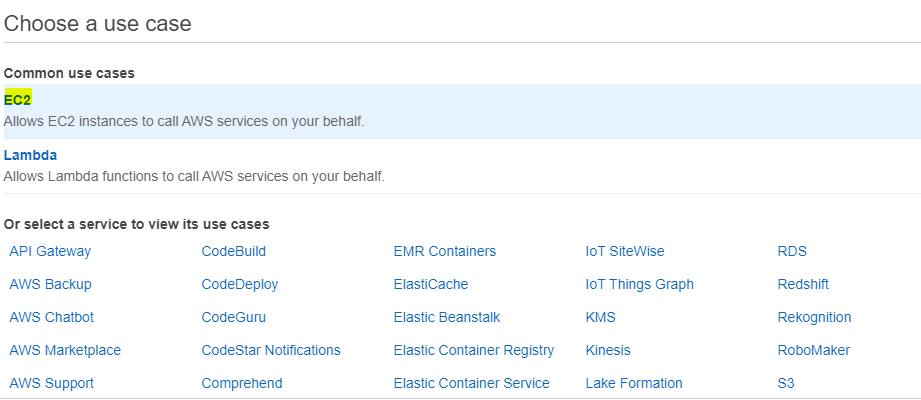 Choose a use case
Common use cases
EC2
Allows EC2 instances to call AWS services on your behalf.
Lambda
Allows Lambda functions to call AWS services on your behalf.
Or select a service to view its use cases
API Gateway CodeBuild EMR Containers IoT SiteWise RDS
AWS Backup CodeDeploy ElastiCache IoT Things Graph Redshift
AWS Chatbot CodeGuru Elastic Beanstalk KMS Rekognition
AWS Marketplace CodeStar Notifications Elastic Container Registry Kinesis RoboMaker
AWS Support Comprehend Elastic Container Service Lake Formation S3